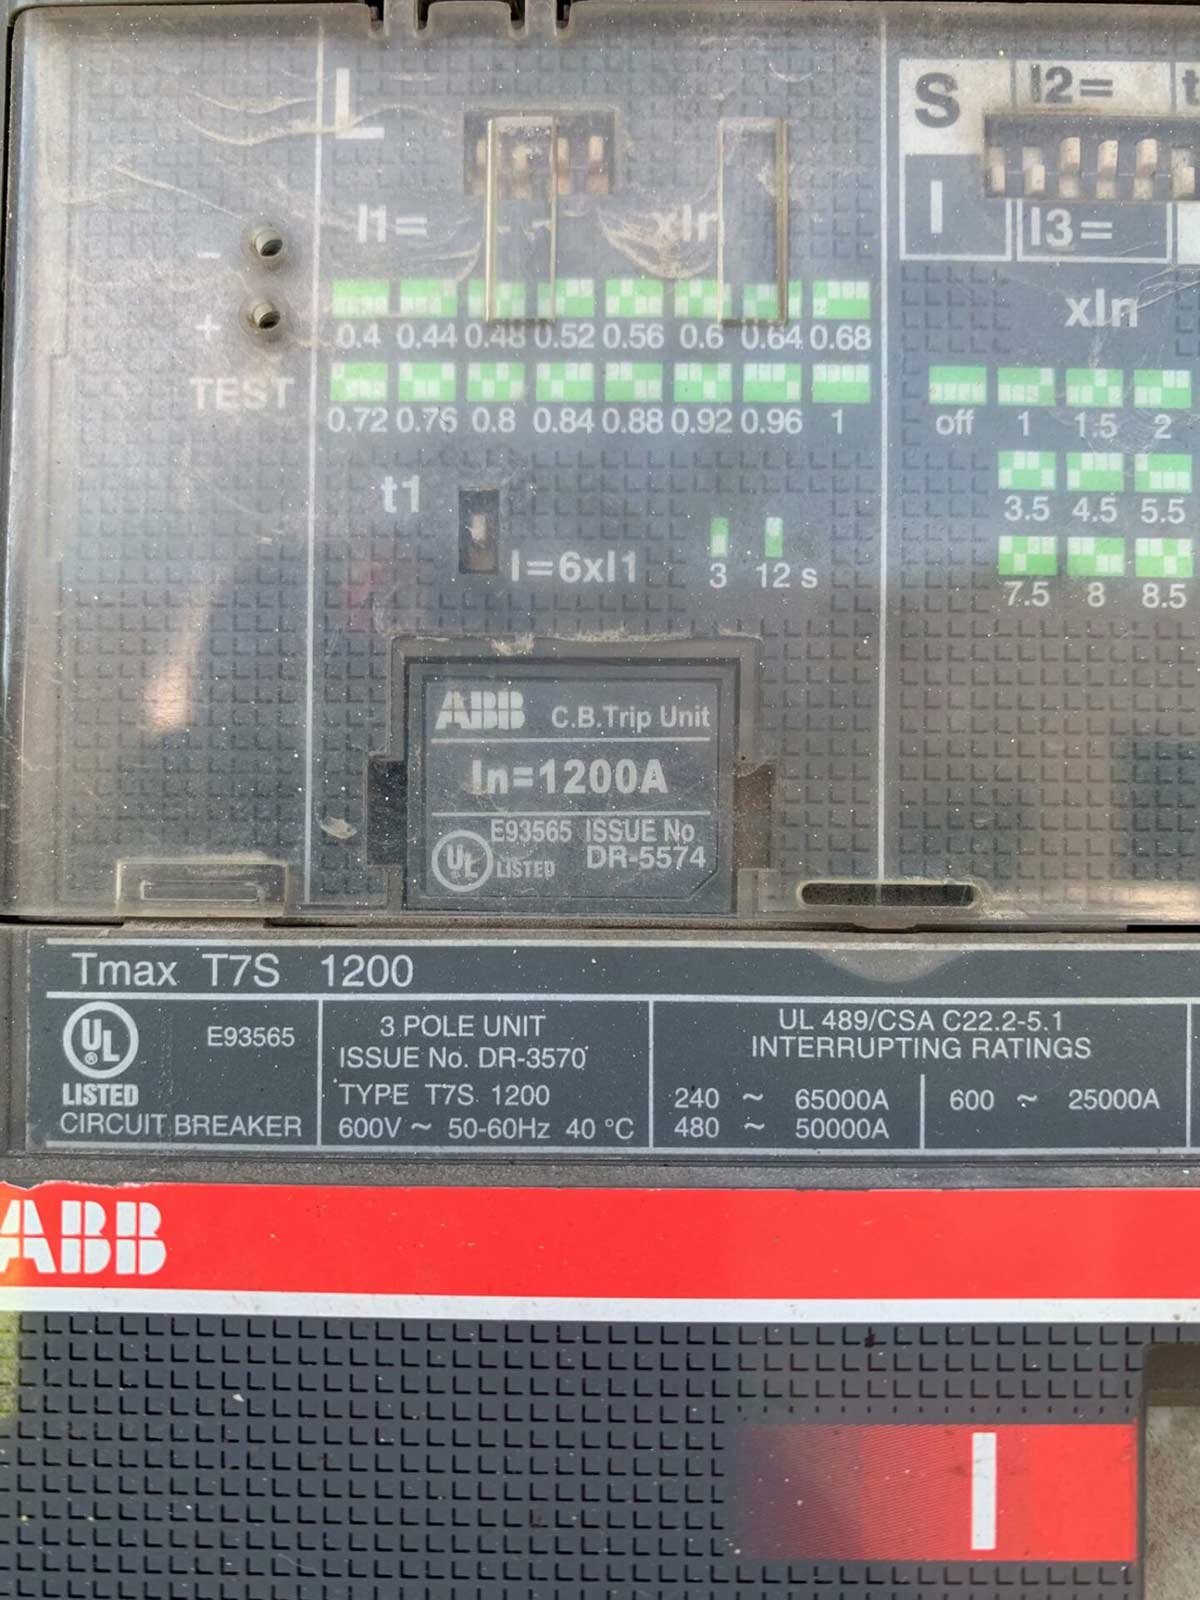 L
I1= xIn
0.4 0.44 0.48 0.52 0.56 0.6 0.64 0.68
0.72 0.76 0.8 0.84 0.88 0.92 0.96 1
-
+
TEST
t1
I=6xI1
3 12 s
S I2= t
I I3=
xIn
off 1 1.5 2
3.5 4.5 5.5
7.5 8 8.5
ABB C.B.Trip Unit
In=1200A
UL E93565 ISSUE No
LISTED DR-5574
Tmax T7S 1200
UL ® E93565
LISTED
CIRCUIT BREAKER
3 POLE UNIT
ISSUE No. DR-3570
TYPE T7S 1200
600V ~ 50-60Hz 40 °C
UL 489/CSA C22.2-5.1
INTERRUPTING RATINGS
240 ~ 65000A
480 ~ 50000A
600 ~ 25000A
ABB
I